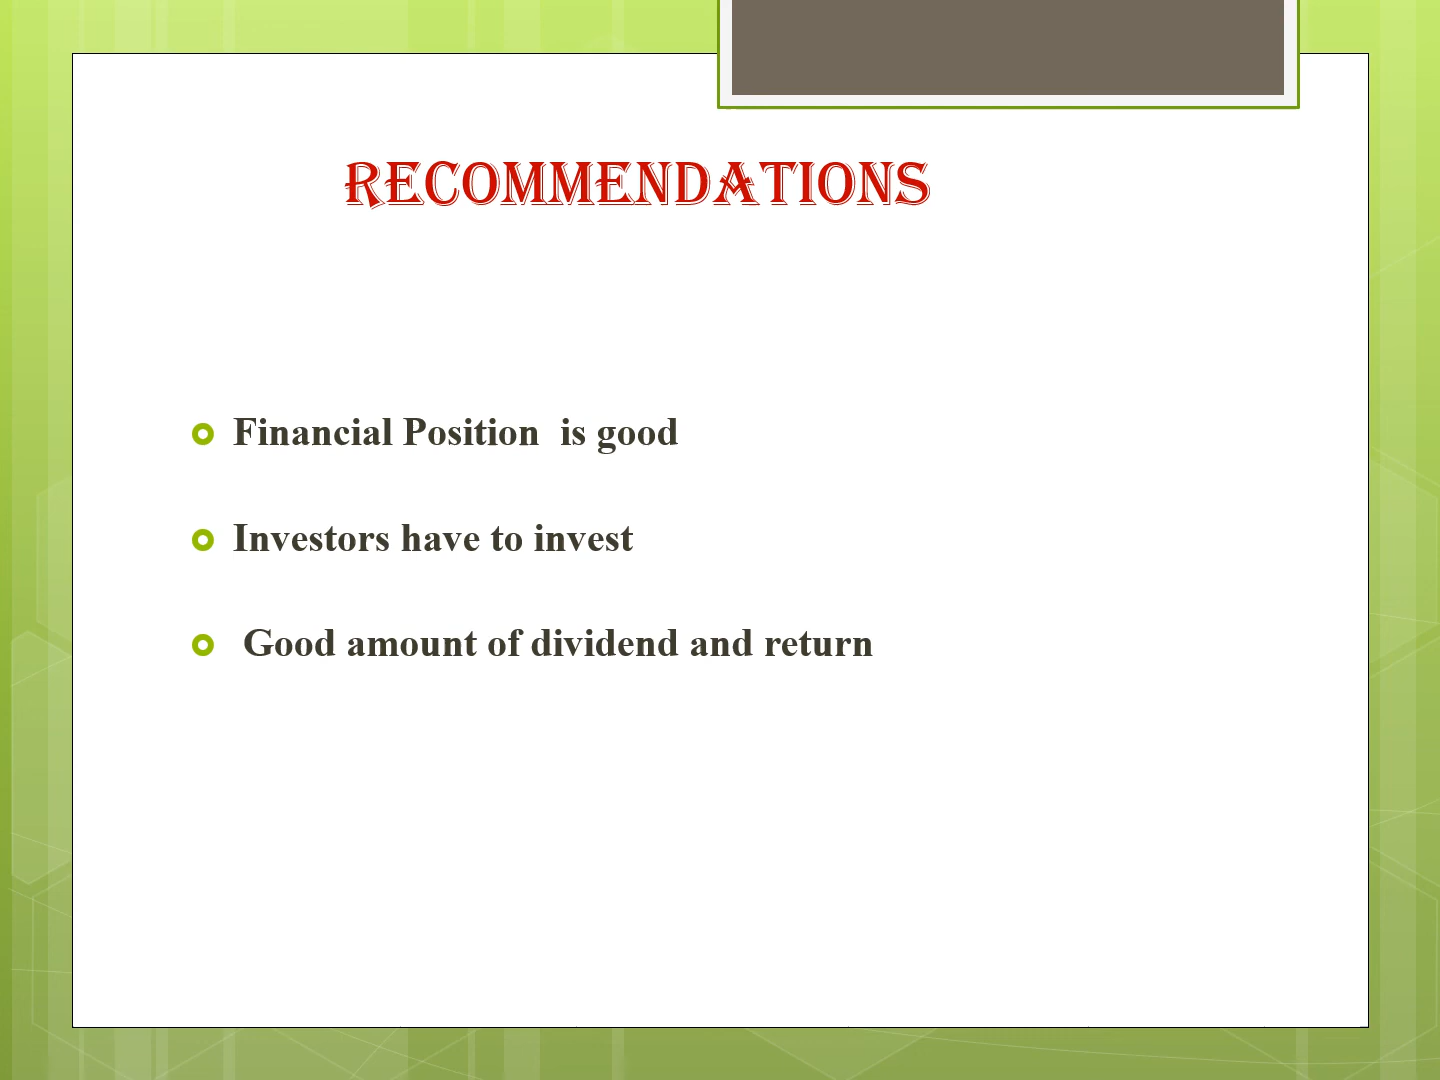 RECOMMENDATIONS
Financial Position  is good
Investors have to invest
Good amount of dividend and return